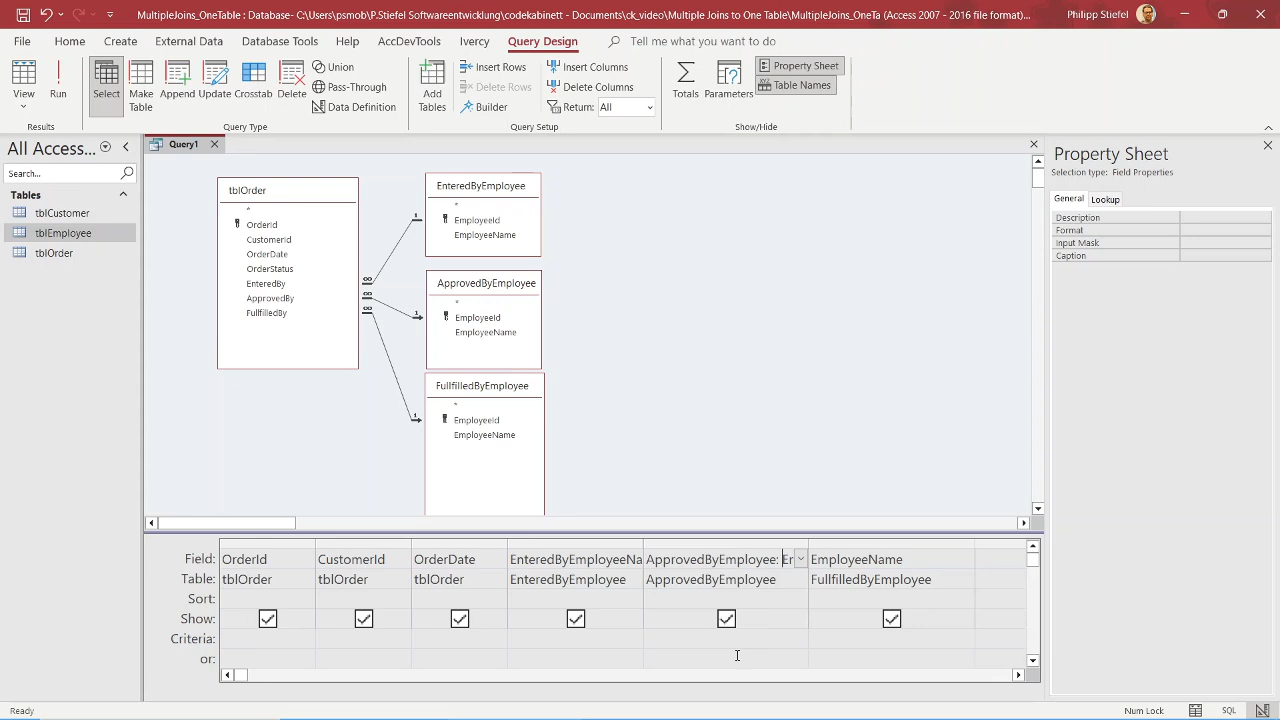 MultipleJoins_OneTable : Database- C:\Users\psmob\P.Stiefel Softwareentwicklung\codekabinett - Documents\ck_video\Multiple Joins to One Table\MultipleJoins_OneTa (Access 2007 - 2016 file format)...
Philipp Stiefel
File Home Create External Data Database Tools Help AccDevTools Ivercy Query Design Tell me what you want to do
View
Run
Results
Select
Make Table
Append
Update
Crosstab
Delete
Union
Pass-Through
Data Definition
Query Type
Add Tables
Insert Rows
Delete Rows
Builder
Insert Columns
Delete Columns
Return: All
Query Setup
Totals
Parameters
Property Sheet
Table Names
Show/Hide
All Access...
Search...
Tables
tblCustomer
tblEmployee
tblOrder
Query1
tblOrder
*
OrderId
CustomerId
OrderDate
OrderStatus
EnteredBy
ApprovedBy
FullfilledBy
EnteredByEmployee
*
EmployeeId
EmployeeName
ApprovedByEmployee
*
EmployeeId
EmployeeName
FullfilledByEmployee
*
EmployeeId
EmployeeName
1
1
1
∞
∞
∞
Property Sheet
Selection type: Field Properties
General Lookup
Description
Format
Input Mask
Caption
Field: OrderId CustomerId OrderDate EnteredByEmployeeNa ApprovedByEmployee: Er EmployeeName
Table: tblOrder tblOrder tblOrder EnteredByEmployee ApprovedByEmployee FullfilledByEmployee
Sort:
Show:
Criteria:
or:
Ready
Num Lock
SQL